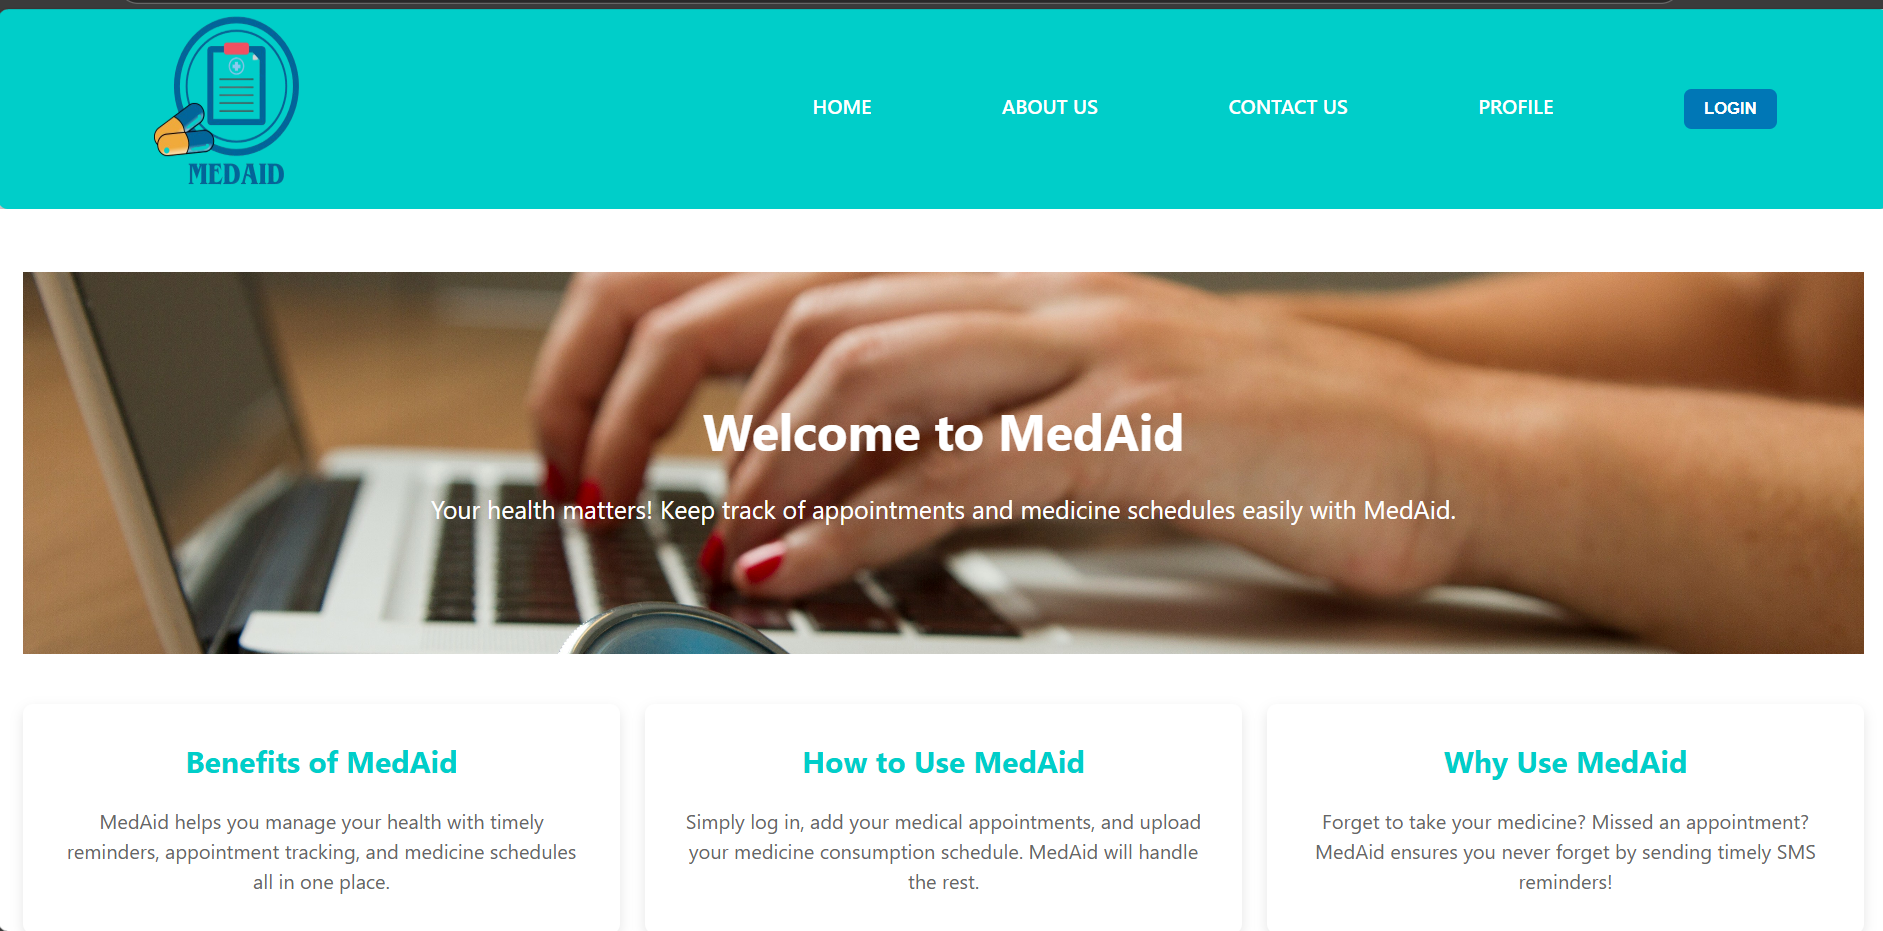 MEDAID
HOME
ABOUT US
CONTACT US
PROFILE
LOGIN
Welcome to MedAid
Your health matters! Keep track of appointments and medicine schedules easily with MedAid.
Benefits of MedAid
MedAid helps you manage your health with timely
reminders, appointment tracking, and medicine schedules
all in one place.
How to Use MedAid
Simply log in, add your medical appointments, and upload
your medicine consumption schedule. MedAid will handle
the rest.
Why Use MedAid
Forget to take your medicine? Missed an appointment?
MedAid ensures you never forget by sending timely SMS
reminders!